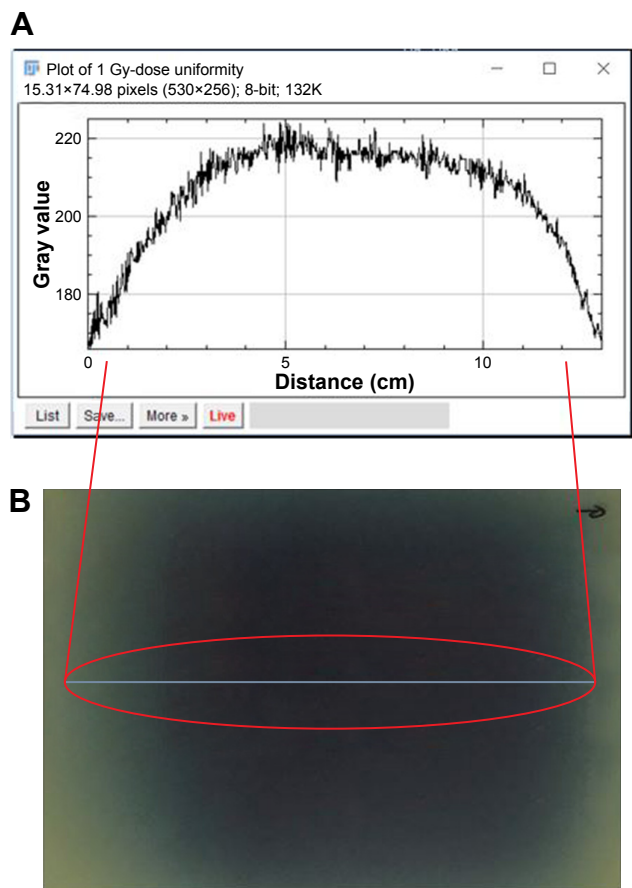 A
Plot of 1 Gy-dose uniformity
15.31×74.98 pixels (530×256); 8-bit; 132K
220
200
180
Gray value
0 5 10
Distance (cm)
List Save... More » Live
B